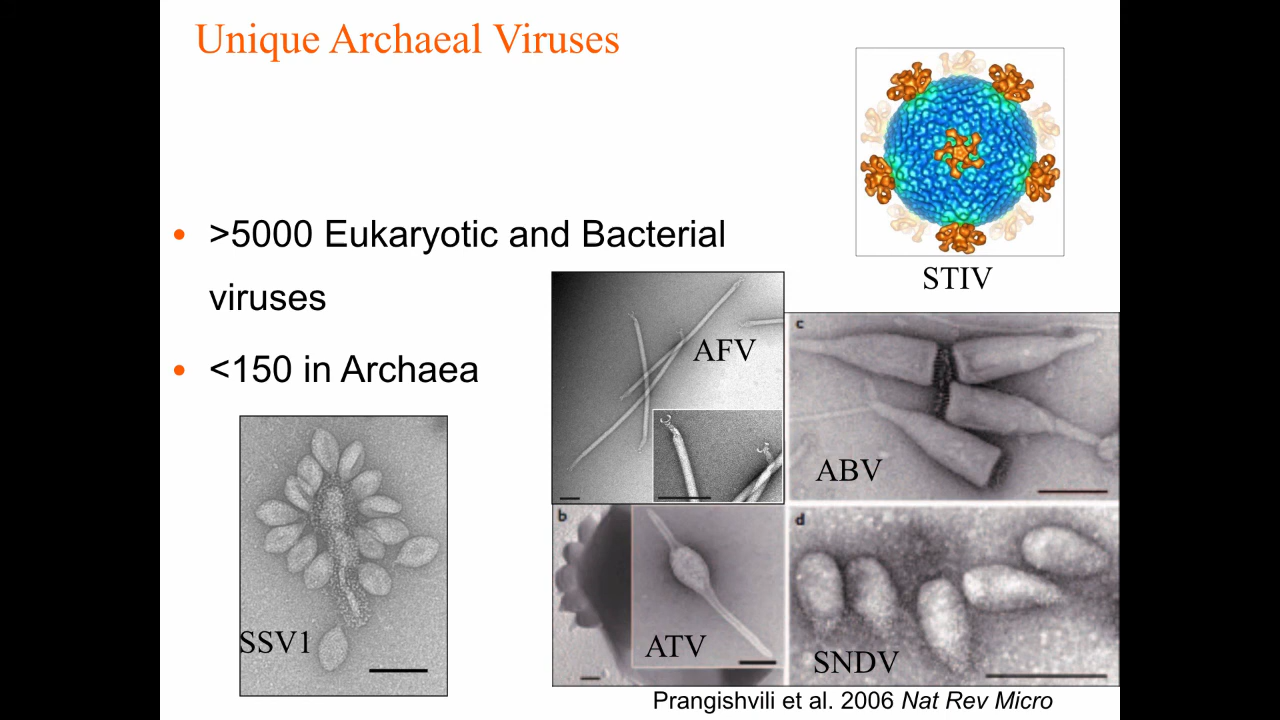 Unique Archaeal Viruses
>5000 Eukaryotic and Bacterial
viruses
<150 in Archaea
STIV
AFV
c
ABV
SSV1
b
ATV
d
SNDV
Prangishvili et al. 2006 Nat Rev Micro